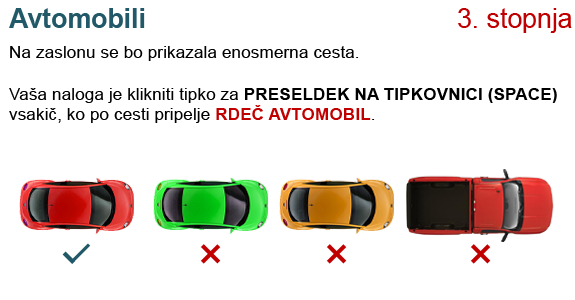 Avtomobili
3. stopnja
Na zaslonu se bo prikazala enosmerna cesta.
Vaša naloga je klikniti tipko za PRESELDEK NA TIPKOVNICI (SPACE)
vsakič, ko po cesti pripelje RDEČ AVTOMOBIL.